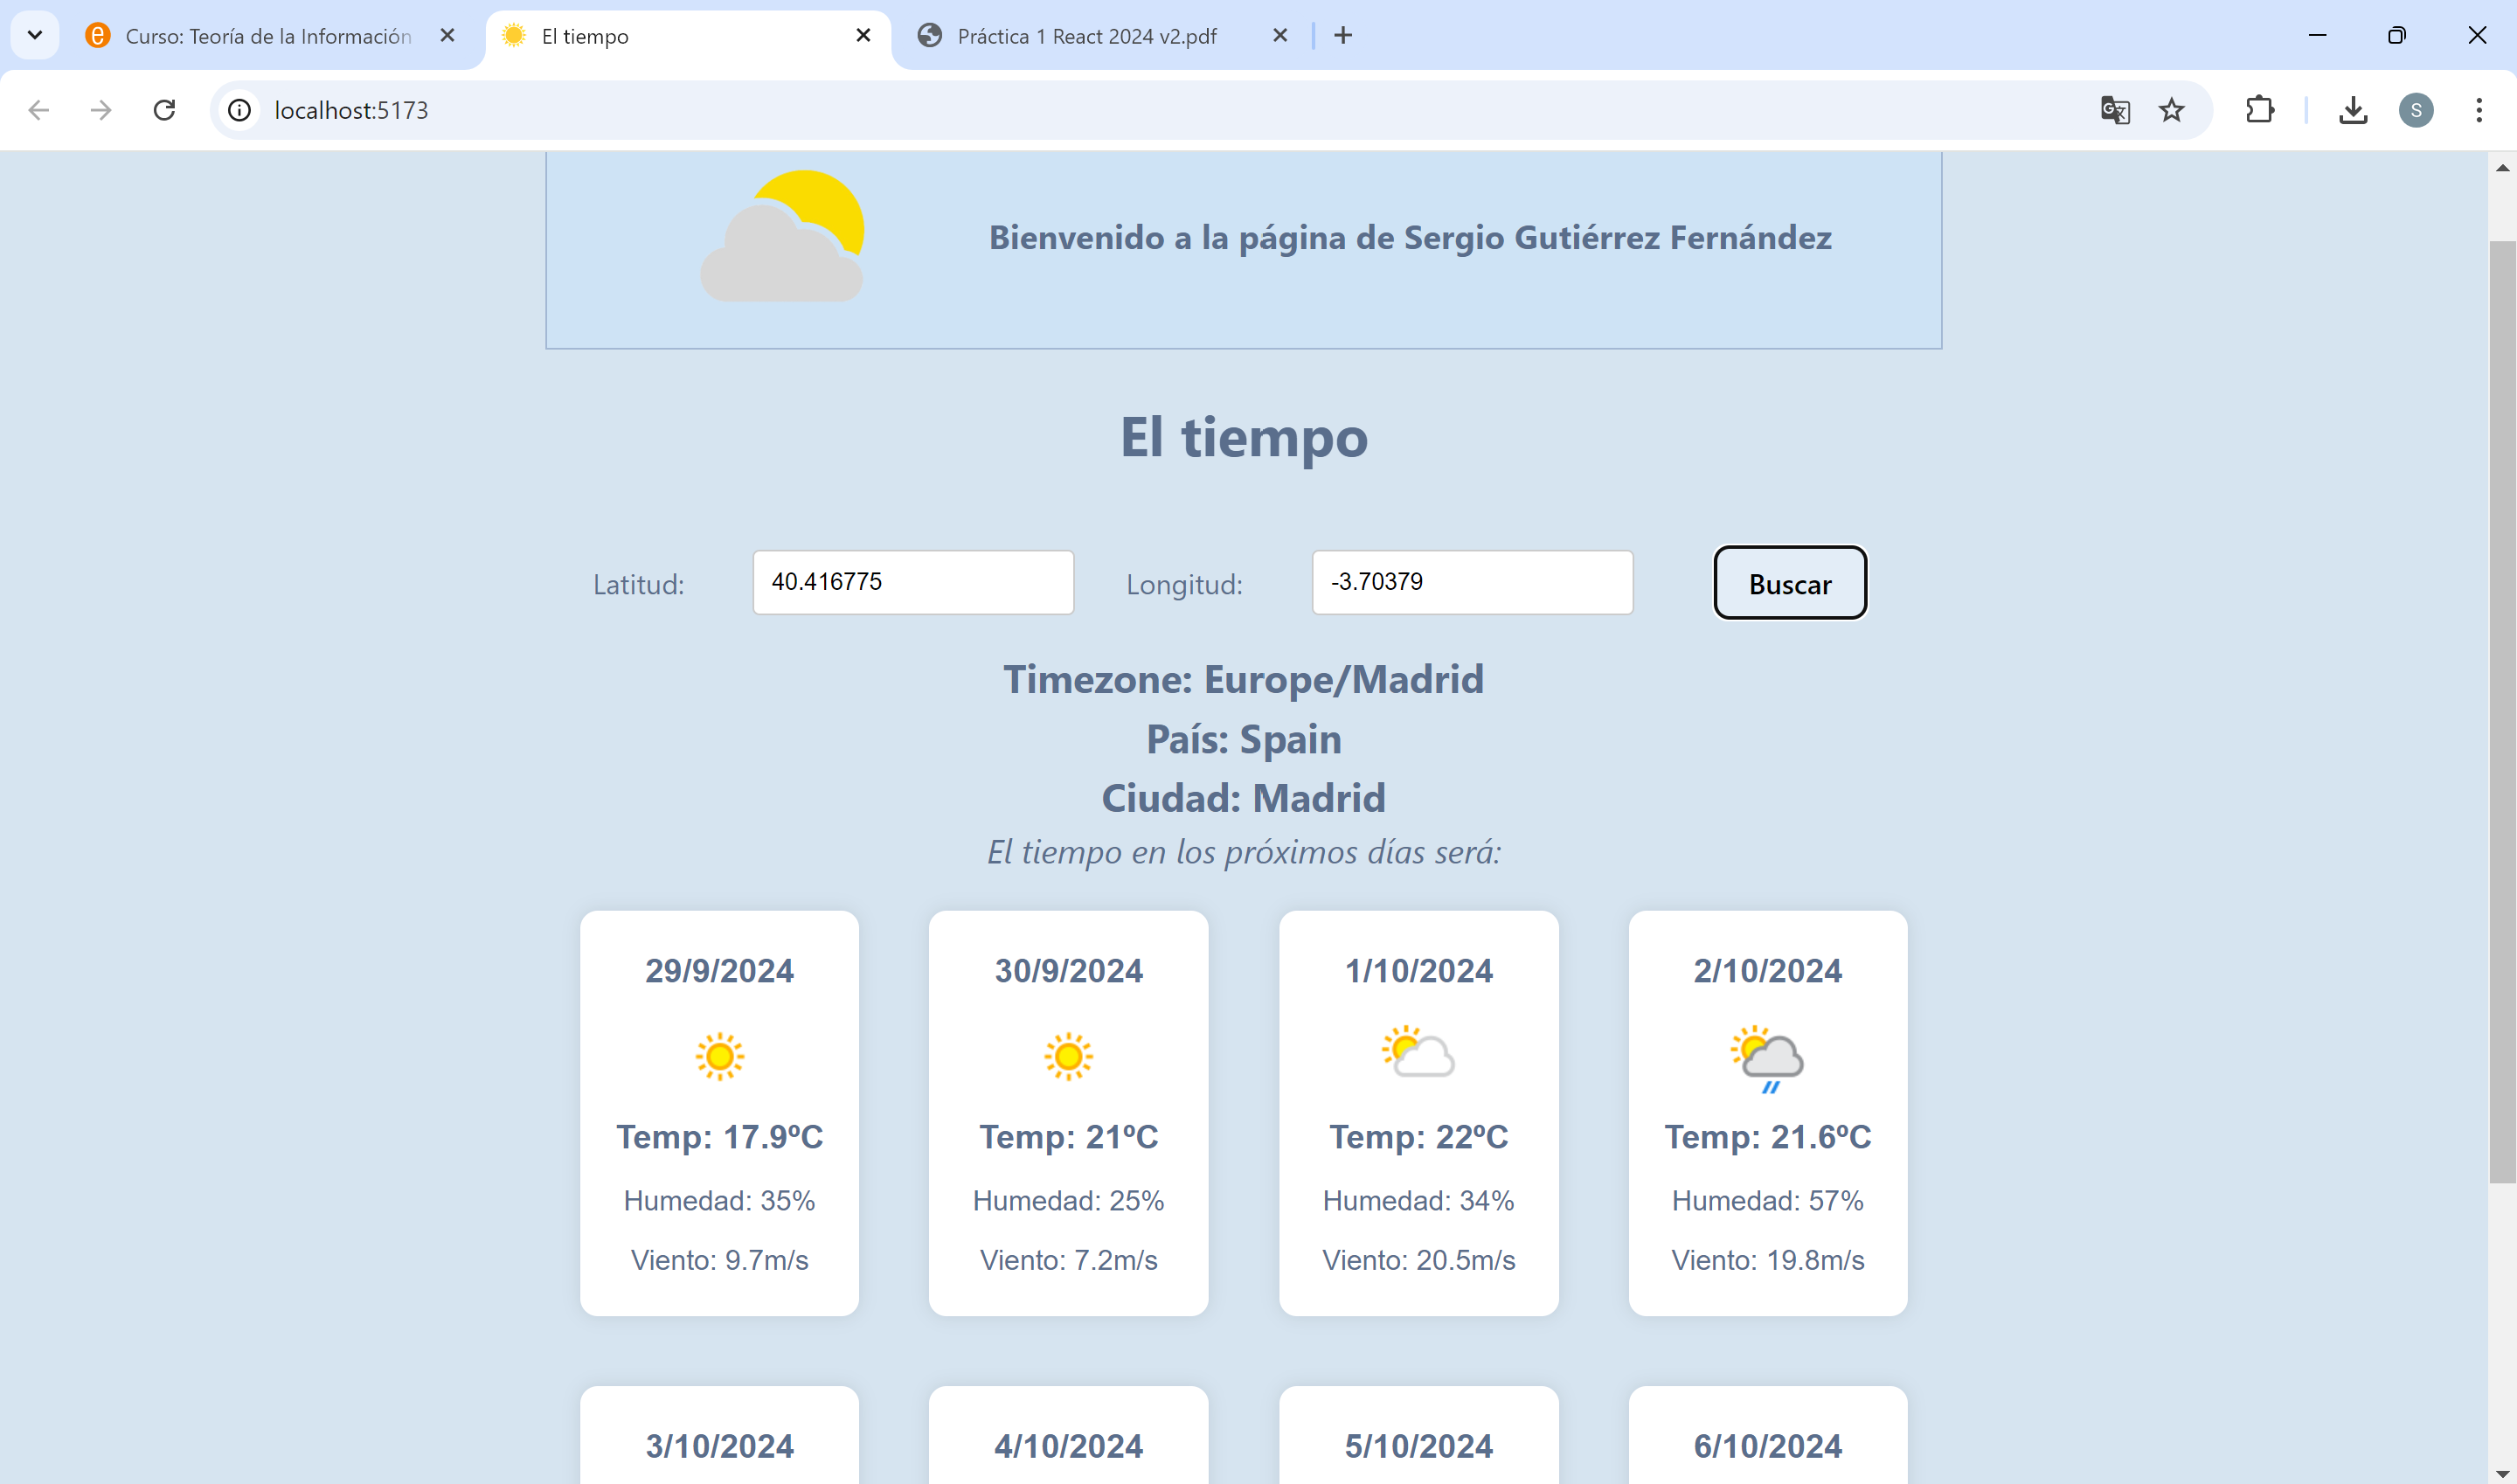 Curso: Teoría de la Información
El tiempo
Práctica 1 React 2024 v2.pdf
localhost:5173
S
Bienvenido a la página de Sergio Gutiérrez Fernández
El tiempo
Latitud: 40.416775 Longitud: -3.70379 Buscar
Timezone: Europe/Madrid
País: Spain
Ciudad: Madrid
El tiempo en los próximos días será:
29/9/2024 30/9/2024 1/10/2024 2/10/2024
Temp: 17.9ºC Temp: 21ºC Temp: 22ºC Temp: 21.6ºC
Humedad: 35% Humedad: 25% Humedad: 34% Humedad: 57%
Viento: 9.7m/s Viento: 7.2m/s Viento: 20.5m/s Viento: 19.8m/s
3/10/2024 4/10/2024 5/10/2024 6/10/2024